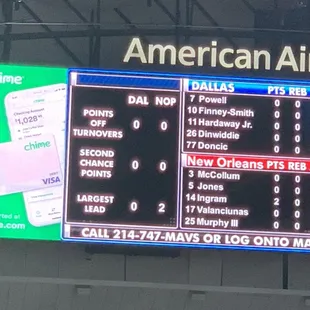 American Air
chime
$1,028
chime
VISA
arted at
e.com
DAL NOP
POINTS OFF TURNOVERS 0 0
SECOND CHANCE POINTS 0 0
LARGEST LEAD 0 2
DALLAS PTS REB
7 Powell 0 0
10 Finney-Smith 0 0
11 Hardaway Jr. 0 0
26 Dinwiddie 0 0
77 Doncic 0 0
New Orleans PTS REB
3 McCollum 0 0
5 Jones 0 0
14 Ingram 2 0
17 Valanciunas 0 0
25 Murphy III 0 0
CALL 214-747-MAVS OR LOG ONTO MA